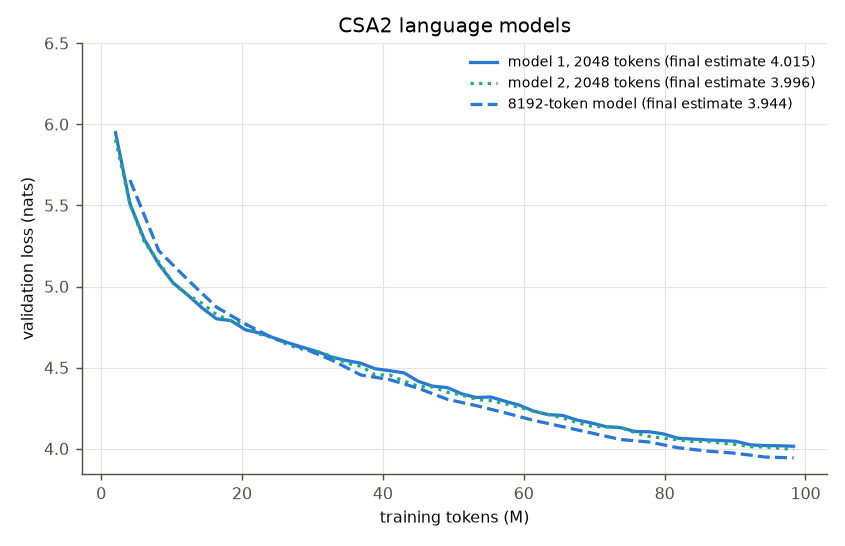 CSA2 language models
model 1, 2048 tokens (final estimate 4.015)
model 2, 2048 tokens (final estimate 3.996)
8192-token model (final estimate 3.944)
validation loss (nats)
6.5
6.0
5.5
5.0
4.5
4.0
0 20 40 60 80 100
training tokens (M)